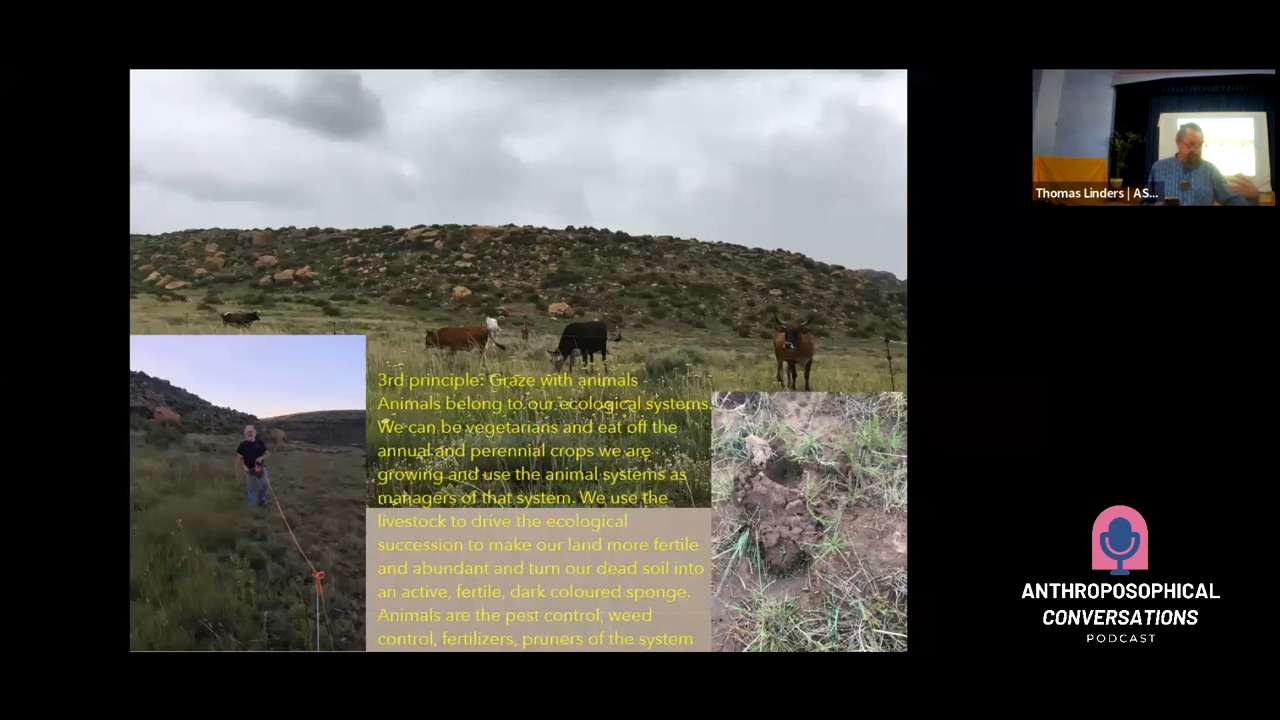 3rd principle: Graze with animals -
Animals belong to our ecological systems.
We can be vegetarians and eat off the
annual and perennial crops we are
growing and use the animal systems as
managers of that system. We use the
livestock to drive the ecological
succession to make our land more fertile
and abundant and turn our dead soil into
an active, fertile, dark coloured sponge.
Animals are the pest control, weed
control, fertilizers, pruners of the system
Thomas Linders | AS...
ANTHROPOSOPHICAL
CONVERSATIONS
PODCAST